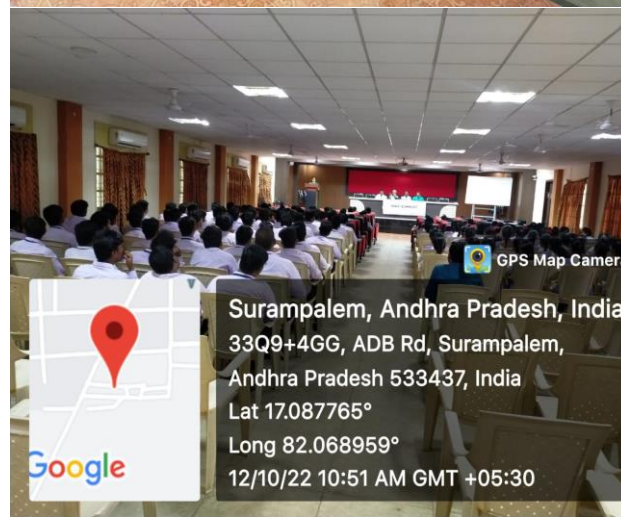 GPS Map Camera
Surampalem, Andhra Pradesh, India
33Q9+4GG, ADB Rd, Surampalem,
Andhra Pradesh 533437, India
Lat 17.087765°
Long 82.068959°
12/10/22 10:51 AM GMT +05:30
Google